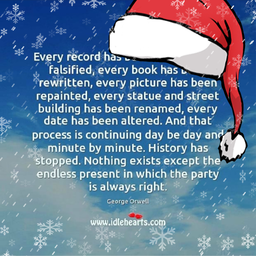 Every record has
falsified, every book has
rewritten, every picture has been
repainted, every statue and street
building has been renamed, every
date has been altered. And that
process is continuing day be day and
minute by minute. History has
stopped. Nothing exists except the
endless present in which the party
is always right.
George Orwell
www.idlehearts.com